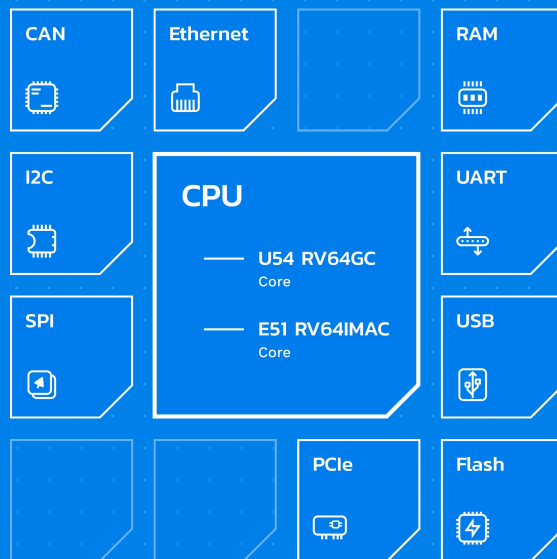 CAN
Ethernet
RAM
I2C
CPU
U54 RV64GC
Core
E51 RV64IMAC
Core
UART
SPI
USB
PCIe
Flash